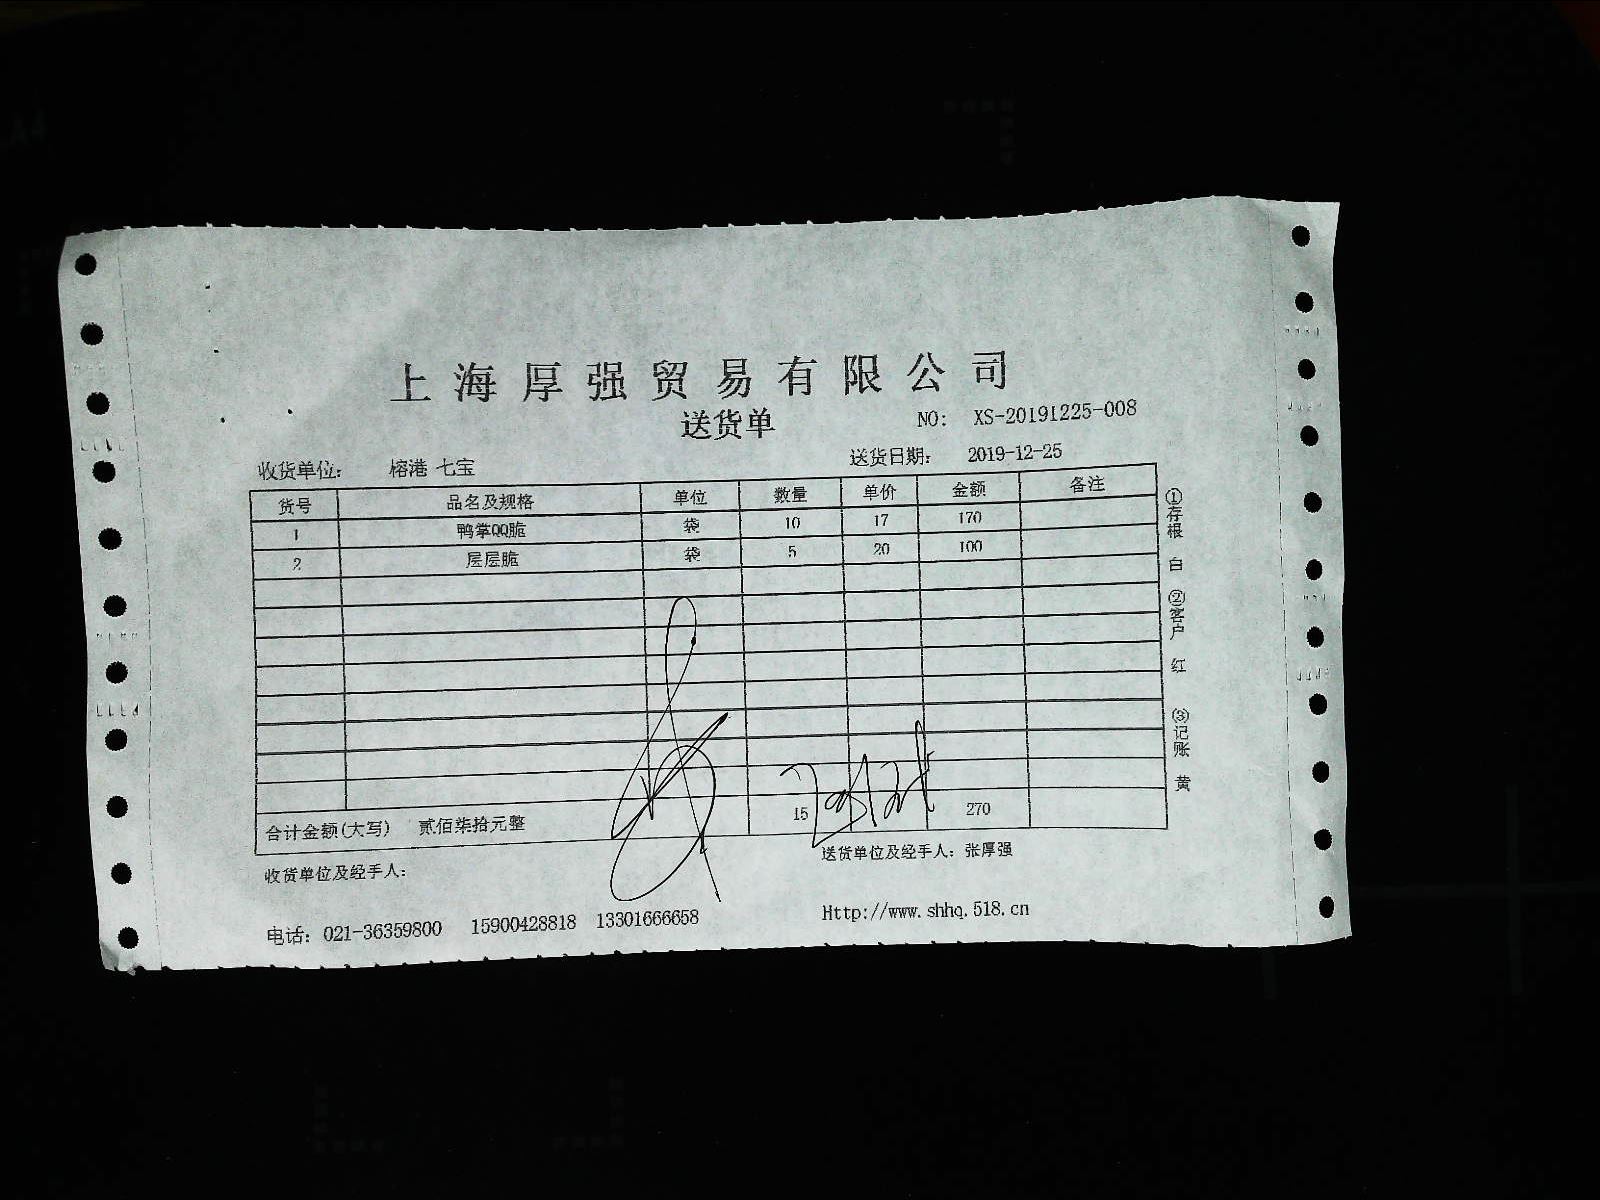 上海厚强贸易有限公司
送货单 NO: XS-20191225-008
收货单位: 榕港 七宝 送货日期: 2019-12-25
货号 品名及规格 单位 数量 单价 金额 备注
1 鸭掌QQ脆 袋 10 17 170
2 层层脆 袋 5 20 100
合计金额(大写) 贰佰柒拾元整 15 270
收货单位及经手人: 送货单位及经手人: 张厚强
电话: 021-36359800 15900428818 13301666658 Http://www.shhq.518.cn
①存根 白 ②客户 红 ③记账 黄